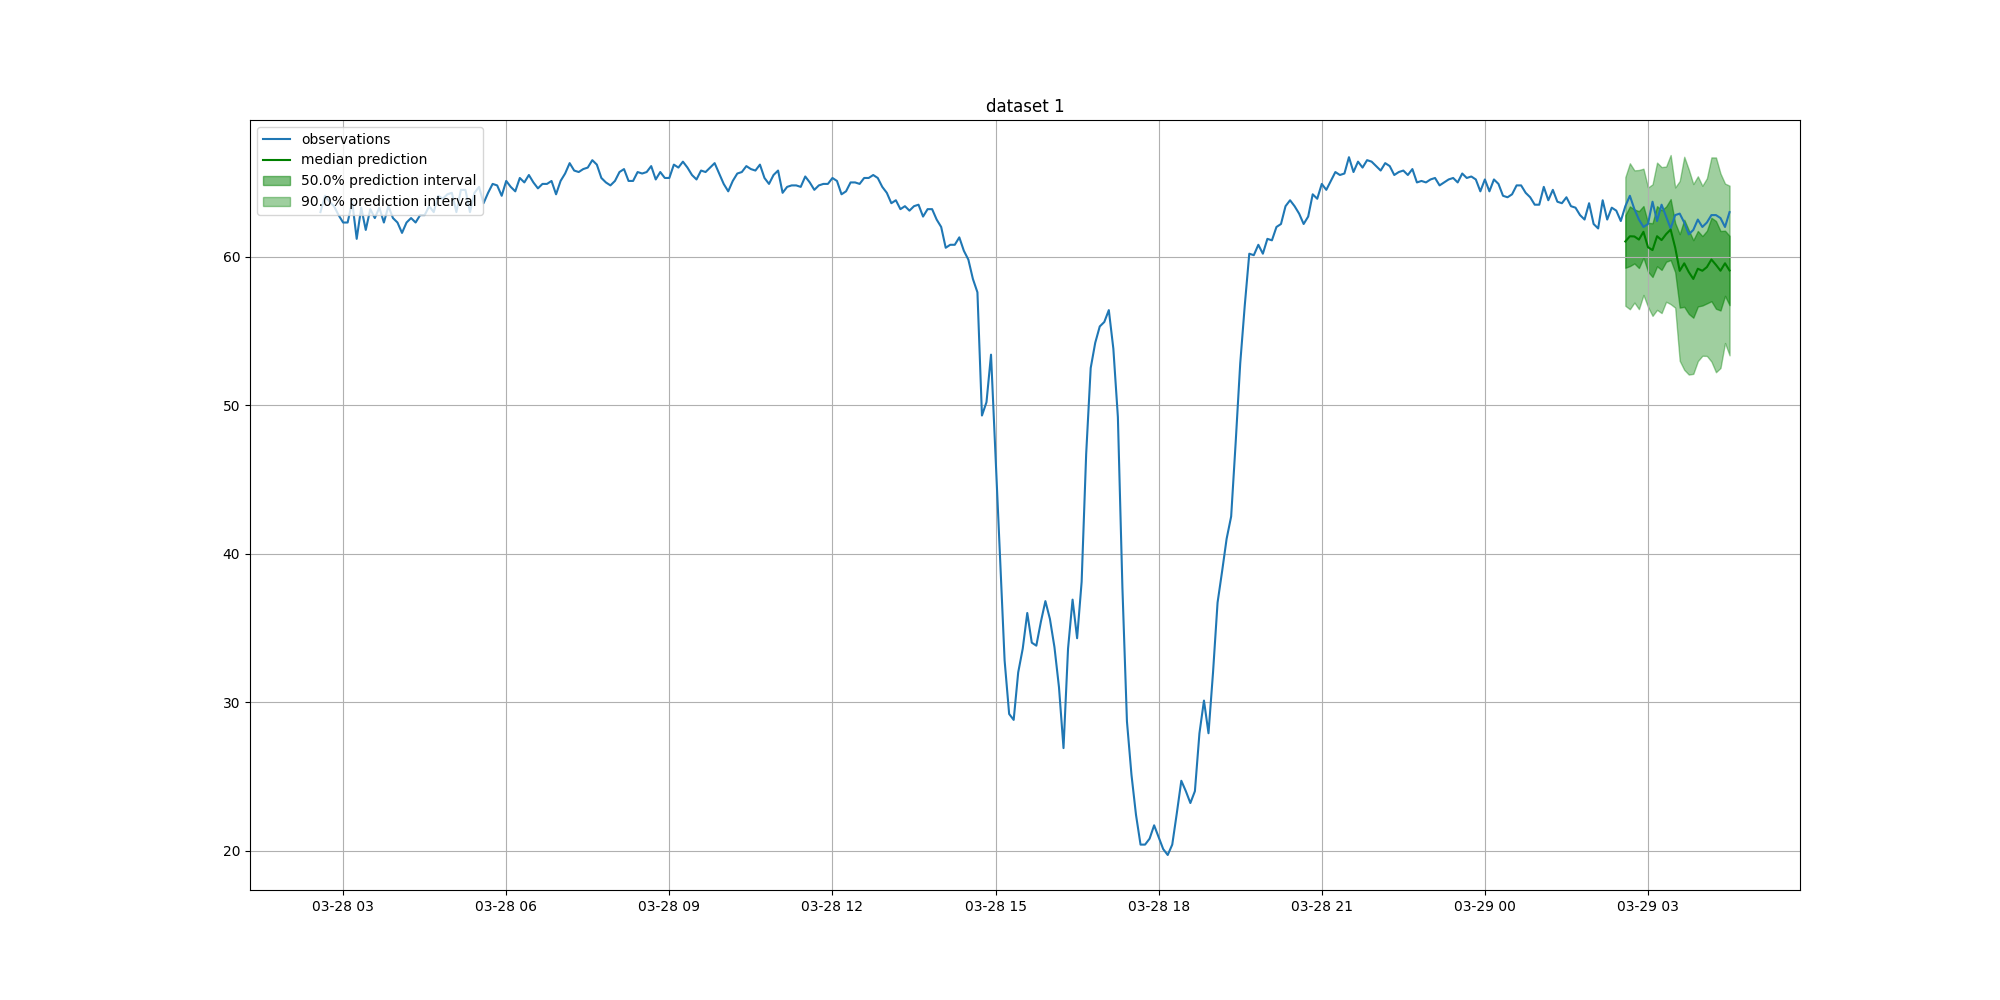 dataset 1
observations
median prediction
50.0% prediction interval
90.0% prediction interval
60
50
40
30
20
03-28 03
03-28 06
03-28 09
03-28 12
03-28 15
03-28 18
03-28 21
03-29 00
03-29 03